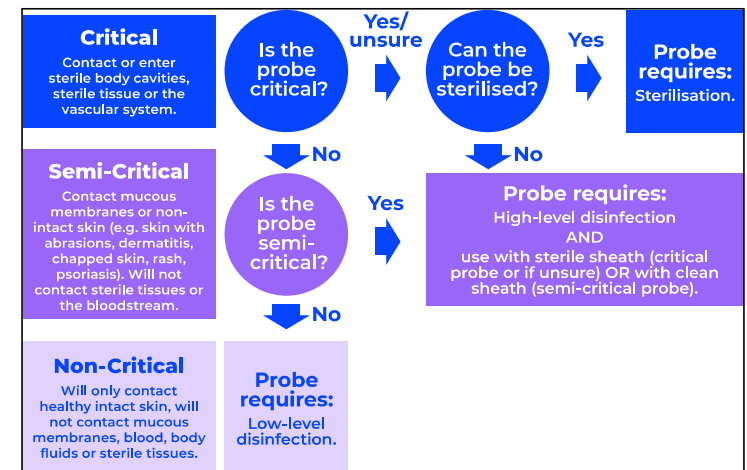 Critical
Contact or enter
sterile body cavities,
sterile tissue or the
vascular system.
Is the
probe
critical?
Yes/
unsure
Can the
probe be
sterilised?
Yes
Probe
requires:
Sterilisation.
No
No
Semi-Critical
Contact mucous
membranes or non-
intact skin (e.g. skin with
abrasions, dermatitis,
chapped skin, rash,
psoriasis). Will not
contact sterile tissues or
the bloodstream.
Is the
probe
semi-
critical?
Yes
Probe requires:
High-level disinfection
AND
use with sterile sheath (critical
probe or if unsure) OR with clean
sheath (semi-critical probe).
No
Non-Critical
Will only contact
healthy intact skin, will
not contact mucous
membranes, blood, body
fluids or sterile tissues.
Probe
requires:
Low-level
disinfection.